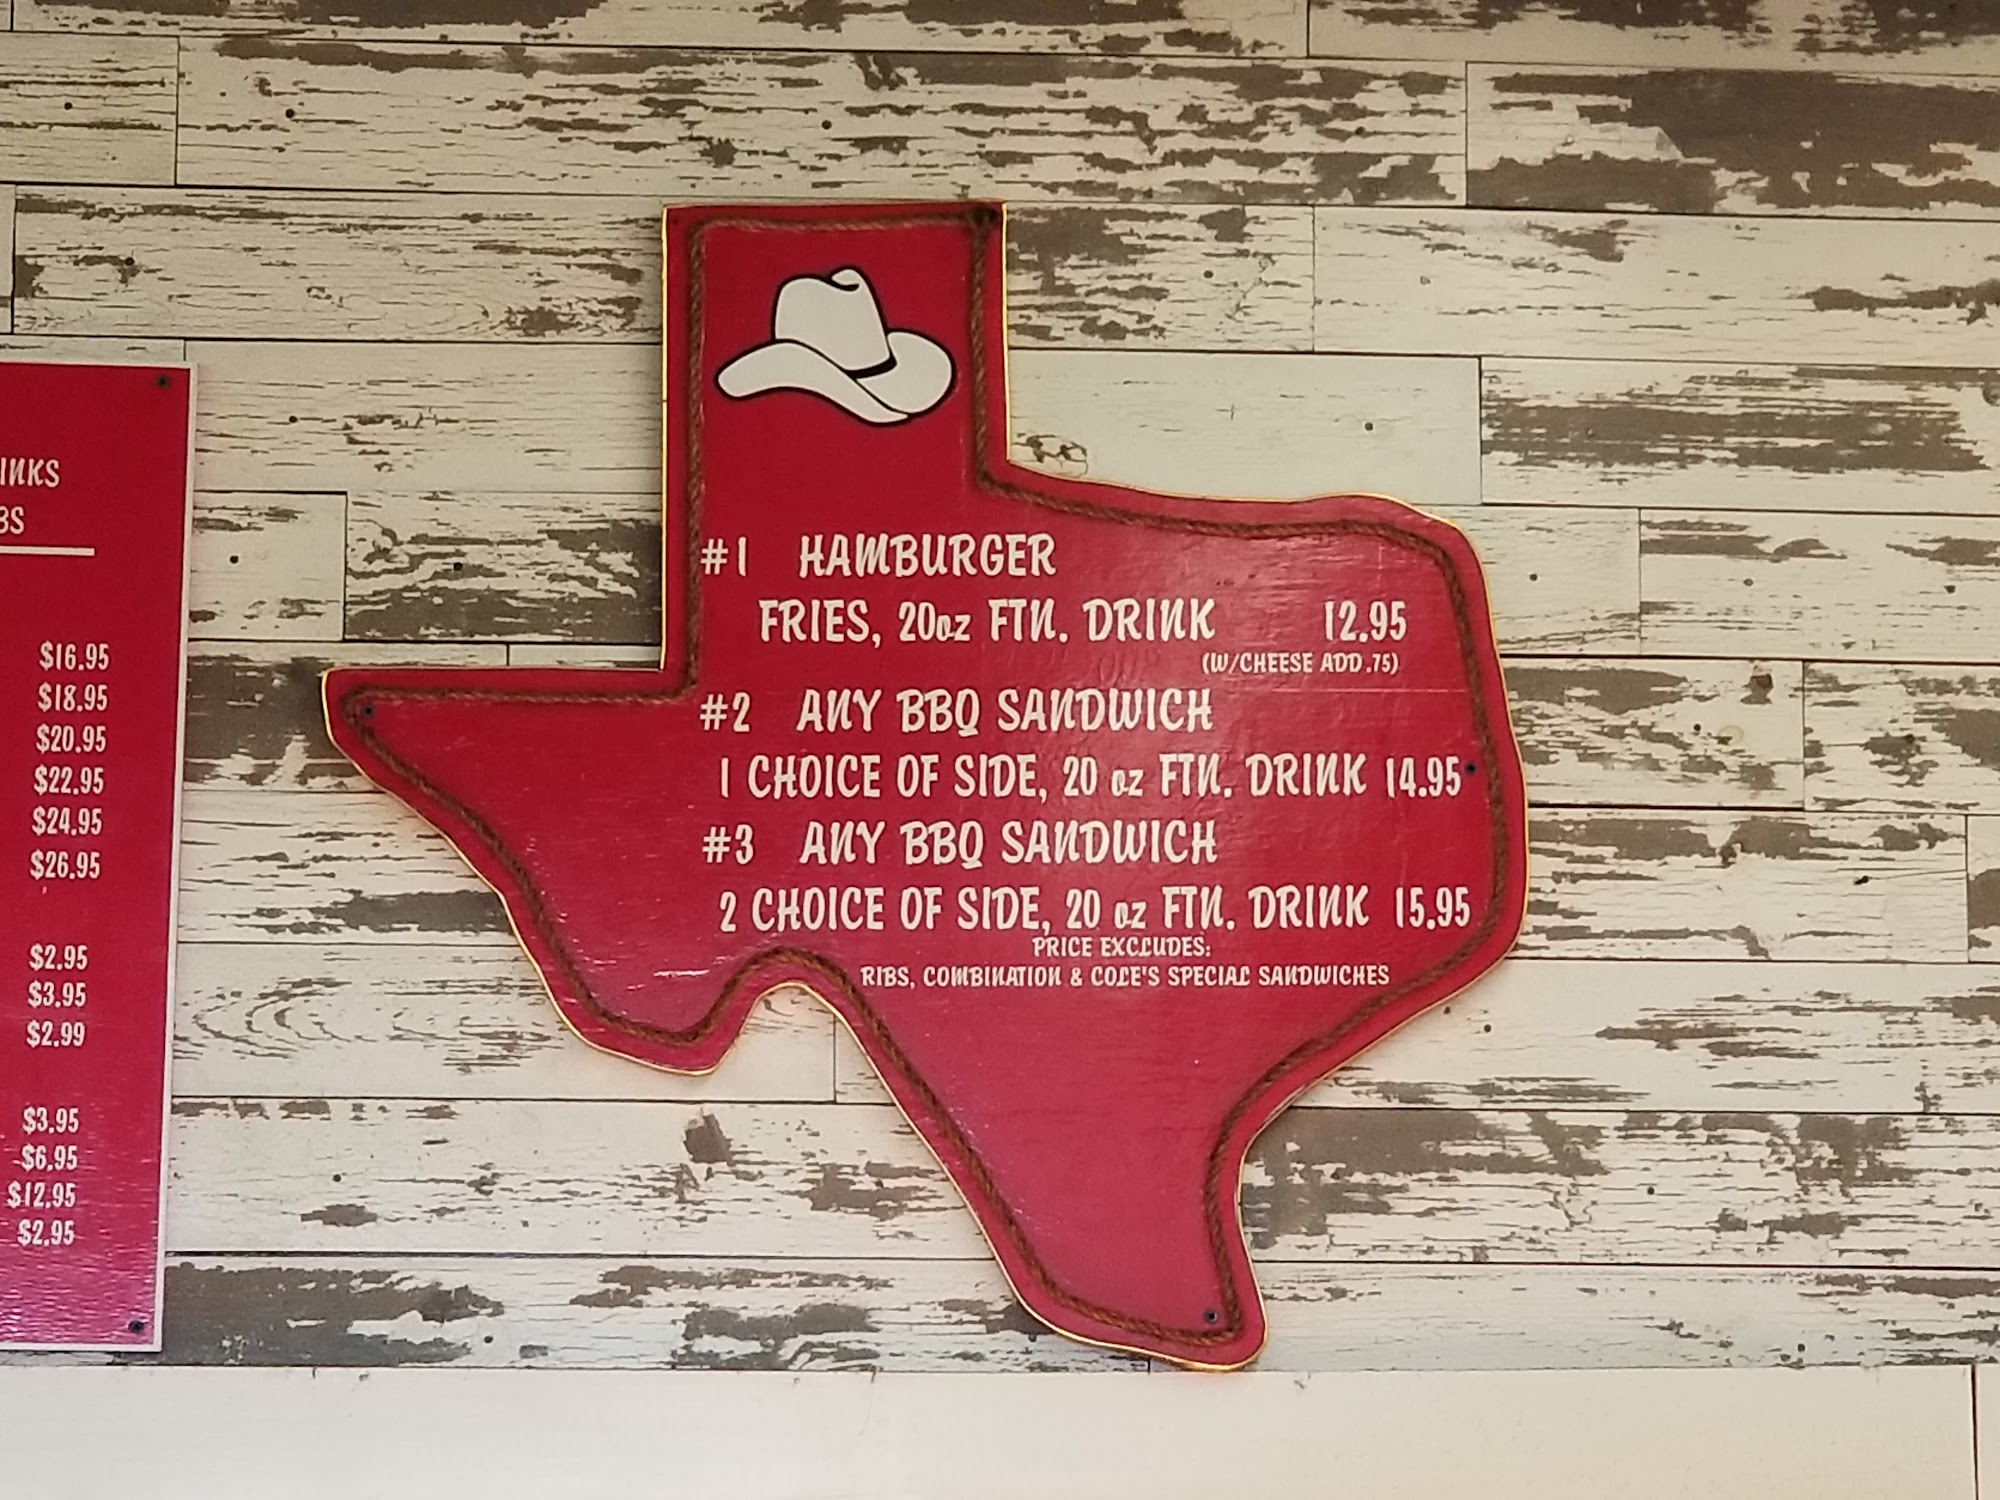 INKS
BS
$16.95
$18.95
$20.95
$22.95
$24.95
$26.95
$2.95
$3.95
$2.99
$3.95
-$6.95
$12.95
$2.95
#1 HAMBURGER
FRIES, 20oz FTN. DRINK 12.95
(W/CHEESE ADD .75)
#2 ANY BBQ SANDWICH
1 CHOICE OF SIDE, 20 oz FTN. DRINK 14.95
#3 ANY BBQ SANDWICH
2 CHOICE OF SIDE, 20 oz FTN. DRINK 15.95
PRICE EXCLUDES:
RIBS, COMBINATION & COLE'S SPECIAL SANDWICHES